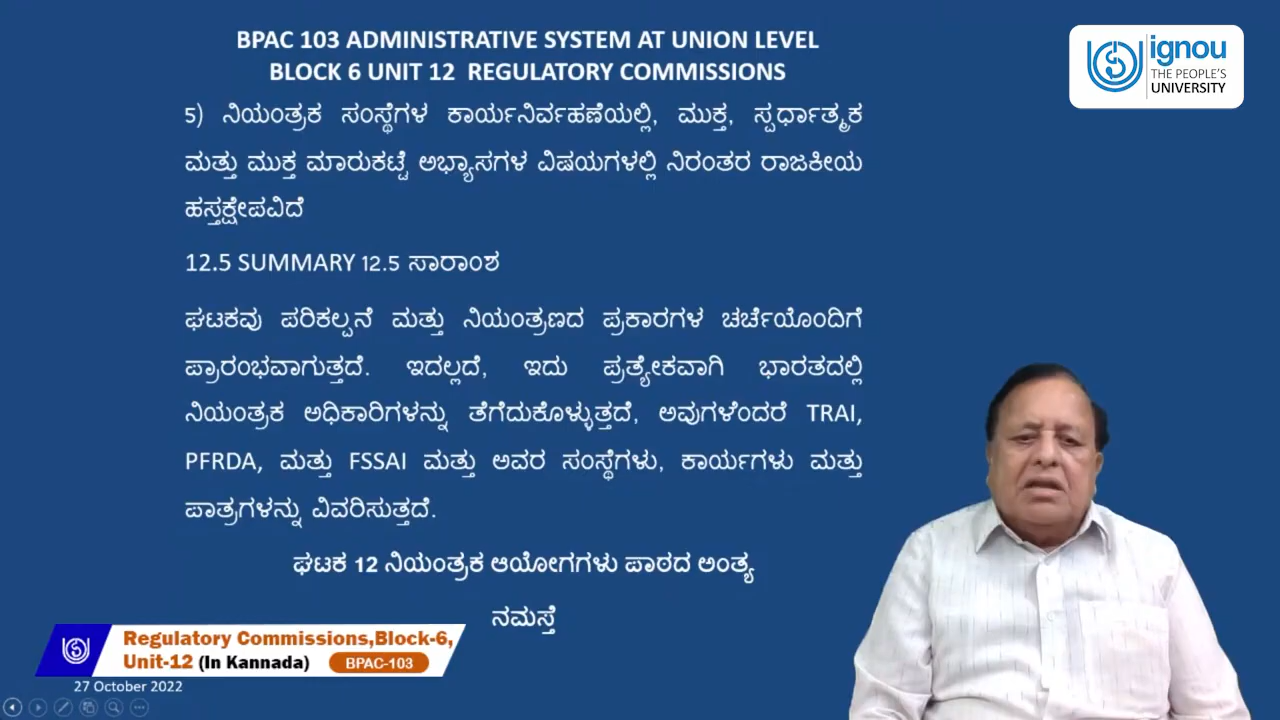 BPAC 103 ADMINISTRATIVE SYSTEM AT UNION LEVEL
BLOCK 6 UNIT 12 REGULATORY COMMISSIONS
ignou
THE PEOPLE'S
UNIVERSITY
5) ನಿಯಂತ್ರಕ ಸಂಸ್ಥೆಗಳ ಕಾರ್ಯನಿರ್ವಹಣೆಯಲ್ಲಿ, ಮುಕ್ತ, ಸ್ಪರ್ಧಾತ್ಮಕ
ಮತ್ತು ಮುಕ್ತ ಮಾರುಕಟ್ಟೆ ಅಭ್ಯಾಸಗಳ ವಿಷಯಗಳಲ್ಲಿ ನಿರಂತರ ರಾಜಕೀಯ
ಹಸ್ತಕ್ಷೇಪವಿದೆ
12.5 SUMMARY 12.5 ಸಾರಾಂಶ
ಘಟಕವು ಪರಿಕಲ್ಪನೆ ಮತ್ತು ನಿಯಂತ್ರಣದ ಪ್ರಕಾರಗಳ ಚರ್ಚೆಯೊಂದಿಗೆ
ಪ್ರಾರಂಭವಾಗುತ್ತದೆ. ಇದಲ್ಲದೆ, ಇದು ಪ್ರತ್ಯೇಕವಾಗಿ ಭಾರತದಲ್ಲಿ
ನಿಯಂತ್ರಕ ಅಧಿಕಾರಿಗಳನ್ನು ತೆಗೆದುಕೊಳ್ಳುತ್ತದೆ, ಅವುಗಳೆಂದರೆ TRAI,
PFRDA, ಮತ್ತು FSSAI ಮತ್ತು ಅವರ ಸಂಸ್ಥೆಗಳು, ಕಾರ್ಯಗಳು ಮತ್ತು
ಪಾತ್ರಗಳನ್ನು ವಿವರಿಸುತ್ತದೆ.
ಘಟಕ 12 ನಿಯಂತ್ರಕ ಆಯೋಗಗಳು ಪಾಠದ ಅಂತ್ಯ
ನಮಸ್ತೆ
Regulatory Commissions,Block-6,
Unit-12 (In Kannada) BPAC-103
27 October 2022